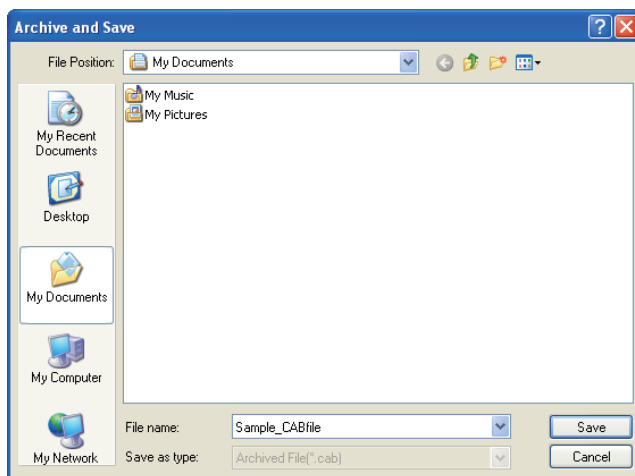 Archive and Save
File Position: My Documents
My Music
My Pictures
My Recent
Documents
Desktop
My Documents
My Computer
My Network
File name: Sample_CABfile Save
Save as type: Archived File(*.cab) Cancel